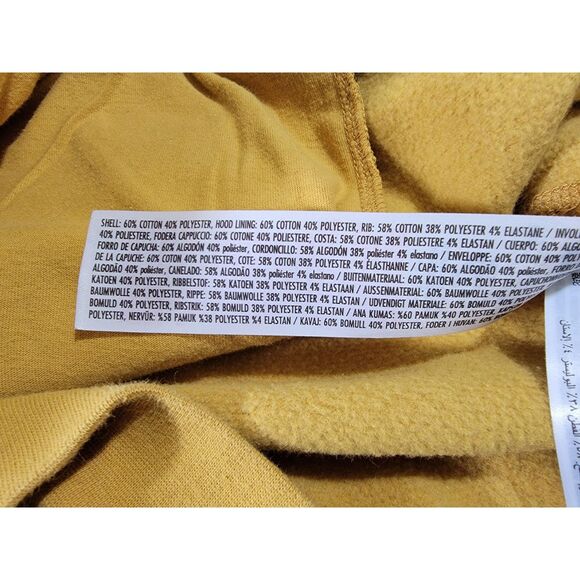 SHELL: 60% COTTON 40% POLYESTER, HOOD LINING: 60% COTTON 40% POLYESTER, RIB: 58% COTTON 38% POLYESTER 4% ELASTANE / INVOL
40% POLIESTERE, FODERA CAPPUCCIO: 60% COTONE 40% POLIESTERE, COSTA: 58% COTONE 38% POLIESTERE 4% ELASTAN / CUERPO: 60% ALG
FORRO DE CAPUCHA: 60% ALGODÓN 40% poliéster, CORDONCILLO: 58% ALGODÓN 38% poliéster 4% elastano / ENVELOPPE: 60% COTON 40% POLY
DE LA CAPUCHE: 60% COTON 40% POLYESTER, COTE: 58% COTON 38% POLYESTER 4% ÉLASTHANNE / CAPA: 60% ALGODÃO 40% poliéster, FORRO
ALGODÃO 40% poliéster, CANELADO: 58% ALGODÃO 38% poliéster 4% elastano / BUITENMATERIAAL: 60% KATOEN 40% POLYESTER, CAPUCHON
KATOEN 40% POLYESTER, RIBBELSTOF: 58% KATOEN 38% POLYESTER 4% ELASTAAN / AUSSENMATERIAL: 60% BAUMWOLLE 40% POLYESTER
BAUMWOLLE 40% POLYESTER, RIPPE: 58% BAUMWOLLE 38% POLYESTER 4% ELASTAN / UDVENDIGT MATERIALE: 60% BOMULD 40% POLYESTER
BOMULD 40% POLYESTER, RIBSTRIK: 58% BOMULD 38% POLYESTER 4% ELASTAN / ANA KUMAS: %60 PAMUK %40 POLYESTER,
POLYESTER, NERVÜR: %58 PAMUK %38 POLYESTER %4 ELASTAN / KAVAJ: 60% BOMULL 40% POLYESTER, FODER I HUVAN: 60%